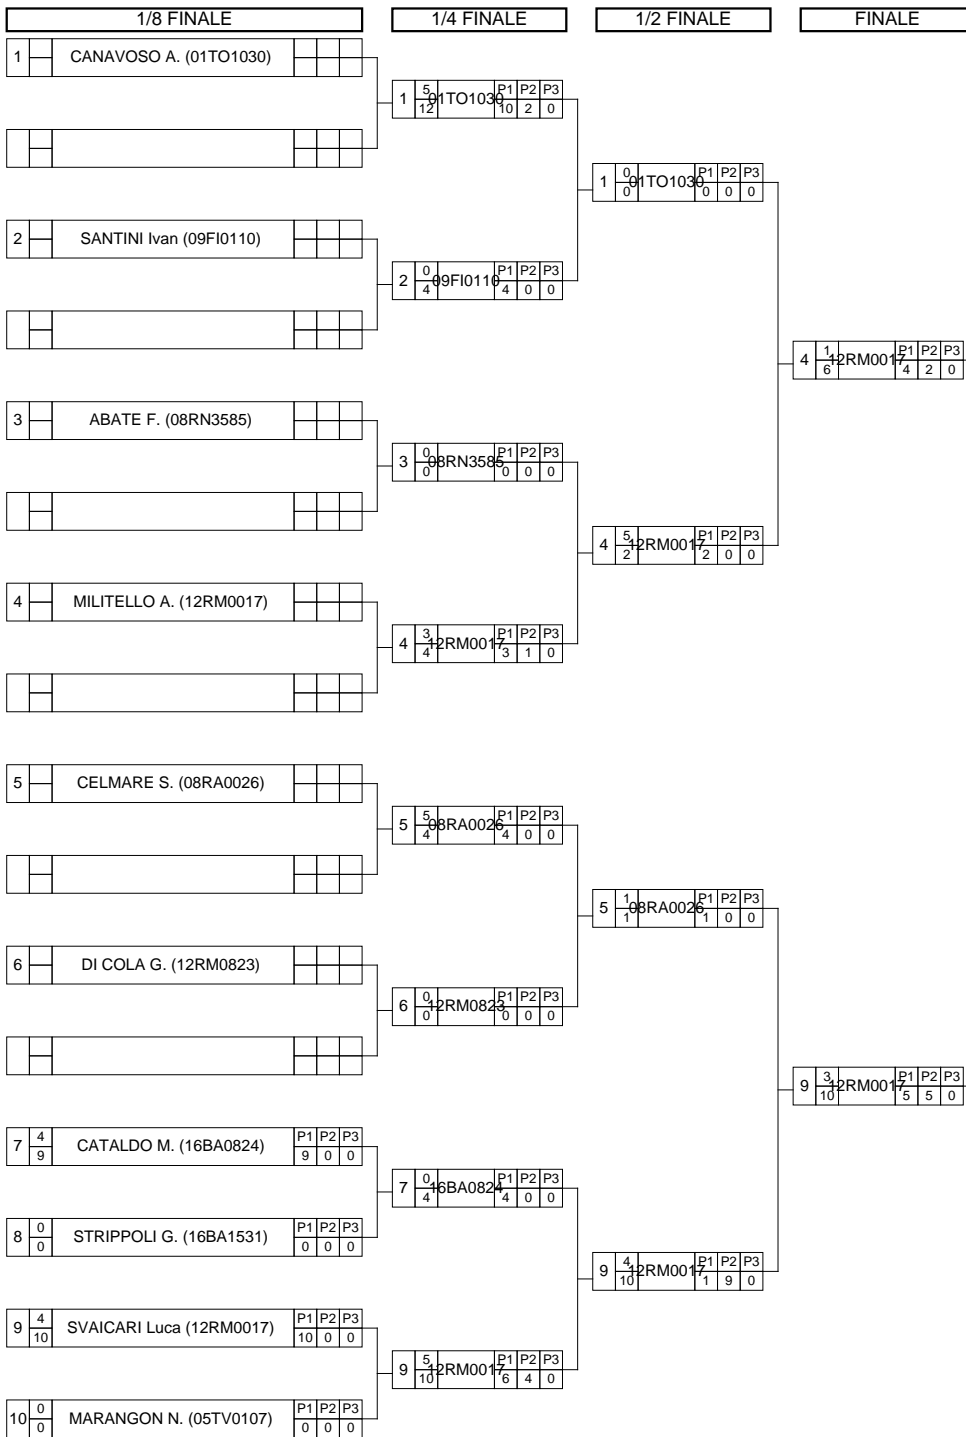 1/8 FINALE 1/4 FINALE 1/2 FINALE FINALE
1 CANAVOSO A. (01TO1030)
1 5 12 01TO1030 P1 P2 P3 10 2 0
1 0 0 01TO1030 P1 P2 P3 0 0 0
2 SANTINI Ivan (09FI0110)
2 0 4 09FI0110 P1 P2 P3 4 0 0
4 1 6 12RM0017 P1 P2 P3 4 2 0
3 ABATE F. (08RN3585)
3 0 0 08RN3585 P1 P2 P3 0 0 0
4 5 2 12RM0017 P1 P2 P3 2 0 0
4 MILITELLO A. (12RM0017)
4 3 4 12RM0017 P1 P2 P3 3 1 0
5 CELMARE S. (08RA0026)
5 5 4 08RA0026 P1 P2 P3 4 0 0
5 1 1 08RA0026 P1 P2 P3 1 0 0
6 DI COLA G. (12RM0823)
6 0 0 12RM0823 P1 P2 P3 0 0 0
9 3 10 12RM0017 P1 P2 P3 5 5 0
7 4 9 CATALDO M. (16BA0824) P1 P2 P3 9 0 0
7 0 4 16BA0824 P1 P2 P3 4 0 0
8 0 0 STRIPPOLI G. (16BA1531) P1 P2 P3 0 0 0
9 4 10 12RM0017 P1 P2 P3 1 9 0
9 4 10 SVAICARI Luca (12RM0017) P1 P2 P3 10 0 0
9 5 10 12RM0017 P1 P2 P3 6 4 0
10 0 0 MARANGON N. (05TV0107) P1 P2 P3 0 0 0